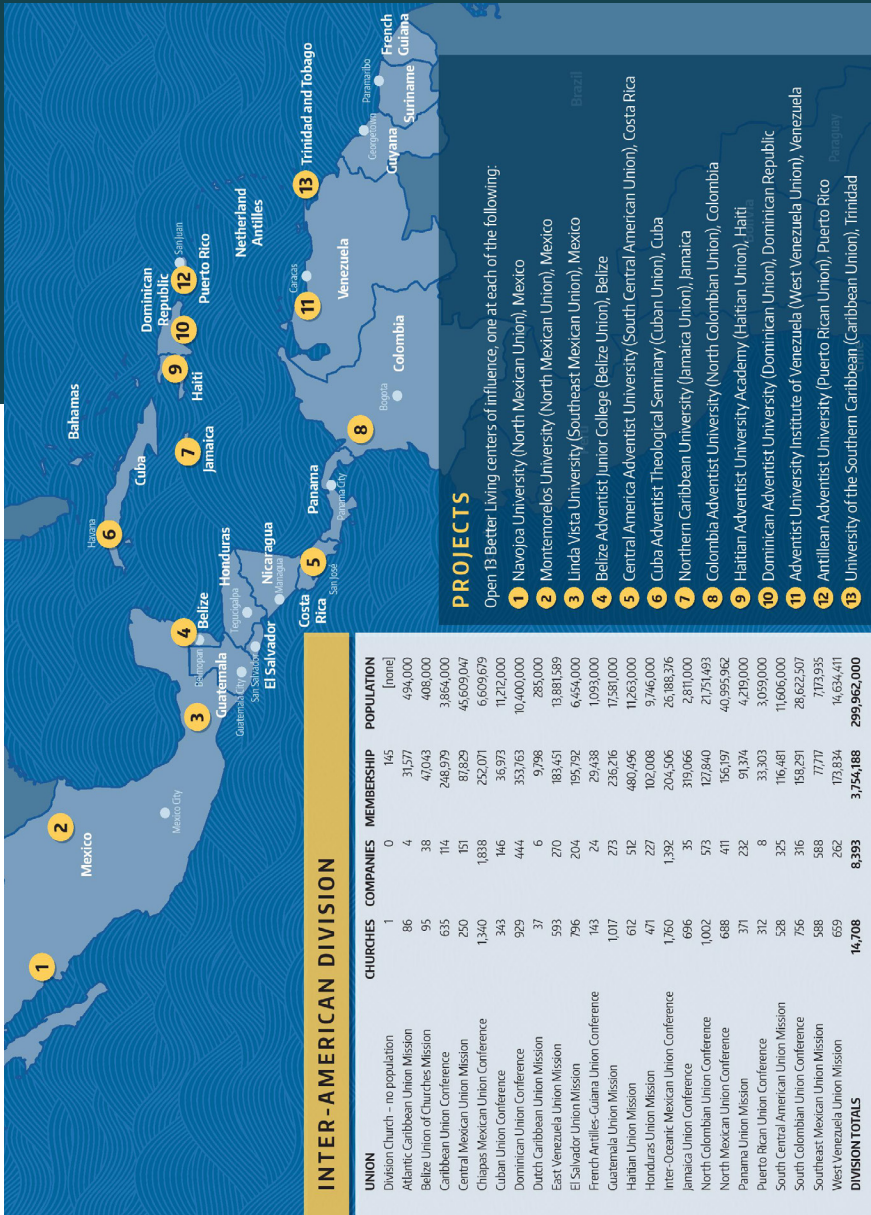 1
Mexico
2
Mexico City
3
Guatemala
Guatemala City
4
Belize
Belmopan
San Salvador
El Salvador
Honduras
Tegucigalpa
Nicaragua
Managua
Costa
Rica
5
San José
Panama
Panama City
Havana
6
Cuba
Bahamas
7
Jamaica
9
Haiti
Dominican
Republic
10
12
San Juan
Puerto Rico
Netherland
Antilles
8
Bogota
Colombia
11
Caracas
Venezuela
13
Trinidad and Tobago
Georgetown
Guyana
Paramaribo
Suriname
French
Guiana
Brazil
Paraguay
INTER-AMERICAN DIVISION
UNION CHURCHES COMPANIES MEMBERSHIP POPULATION
Division Church – no population 1 0 145 [none]
Atlantic Caribbean Union Mission 86 4 31,577 494,000
Belize Union of Churches Mission 95 38 47,043 408,000
Caribbean Union Conference 635 114 248,979 3,864,000
Central Mexican Union Mission 250 151 87,829 45,609,047
Chiapas Mexican Union Conference 1,340 1,838 252,071 6,609,679
Cuban Union Conference 343 146 36,973 11,212,000
Dominican Union Conference 929 444 353,763 10,400,000
Dutch Caribbean Union Mission 37 6 9,798 285,000
East Venezuela Union Mission 593 270 183,451 13,881,589
El Salvador Union Mission 796 204 195,792 6,454,000
French Antilles-Guiana Union Conference 143 24 29,438 1,093,000
Guatemala Union Mission 1,017 273 236,216 17,581,000
Haitian Union Mission 612 512 480,496 11,263,000
Honduras Union Mission 471 227 102,008 9,746,000
Inter-Oceanic Mexican Union Conference 1,760 1,392 204,506 26,188,376
Jamaica Union Conference 696 35 319,066 2,811,000
North Colombian Union Conference 1,002 573 127,840 21,751,493
North Mexican Union Conference 688 411 156,197 40,995,962
Panama Union Mission 371 232 91,374 4,219,000
Puerto Rican Union Conference 312 8 33,303 3,059,000
South Central American Union Mission 528 325 116,481 11,606,000
South Colombian Union Conference 756 316 158,291 28,622,507
Southeast Mexican Union Mission 588 588 77,717 7,173,935
West Venezuela Union Mission 659 262 173,834 14,634,411
DIVISION TOTALS 14,708 8,393 3,754,188 299,962,000
PROJECTS
Open 13 Better Living centers of influence, one at each of the following:
1 Navojoa University (North Mexican Union), Mexico
2 Montemorelos University (North Mexican Union), Mexico
3 Linda Vista University (Southeast Mexican Union), Mexico
4 Belize Adventist Junior College (Belize Union), Belize
5 Central America Adventist University (South Central American Union), Costa Rica
6 Cuba Adventist Theological Seminary (Cuban Union), Cuba
7 Northern Caribbean University (Jamaica Union), Jamaica
8 Colombia Adventist University (North Colombian Union), Colombia
9 Haitian Adventist University Academy (Haitian Union), Haiti
10 Dominican Adventist University (Dominican Union), Dominican Republic
11 Adventist University Institute of Venezuela (West Venezuela Union), Venezuela
12 Antillean Adventist University (Puerto Rican Union), Puerto Rico
13 University of the Southern Caribbean (Caribbean Union), Trinidad